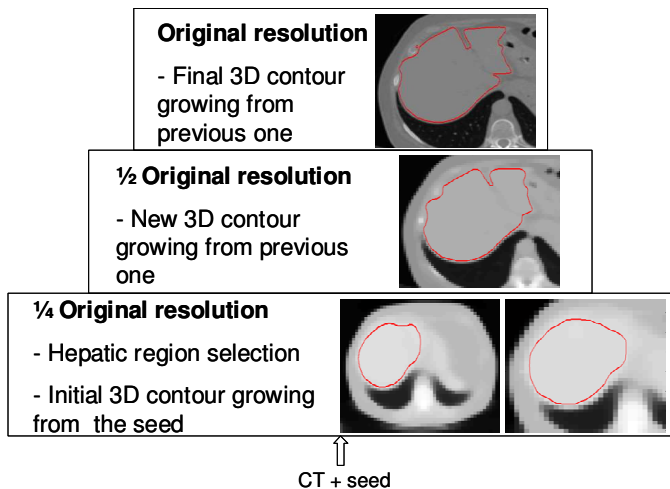 Original resolution
- Final 3D contour
growing from
previous one
½ Original resolution
- New 3D contour
growing from previous
one
¼ Original resolution
- Hepatic region selection
- Initial 3D contour growing
from the seed
CT + seed